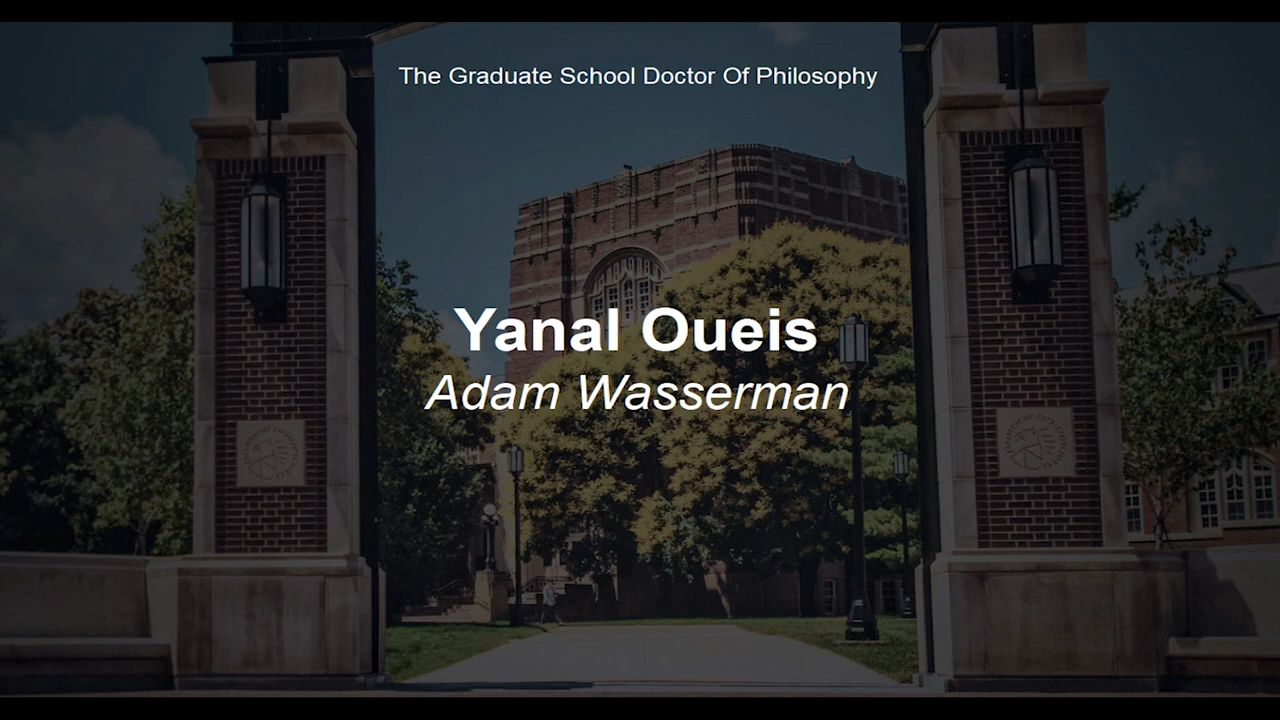 The Graduate School Doctor Of Philosophy
Yanal Oueis
Adam Wasserman